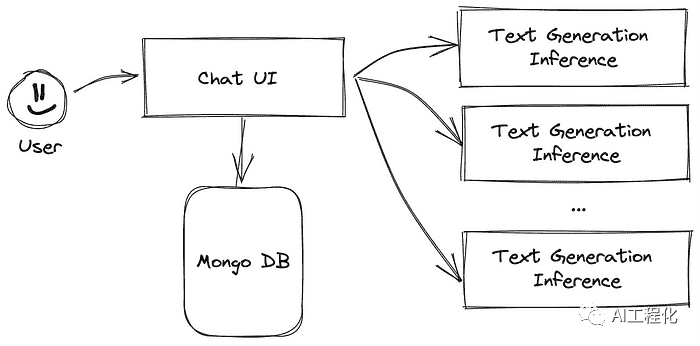 User
Chat UI
Mongo DB
Text Generation
Inference
Text Generation
Inference
...
Text Generation
Inference
AI工程化